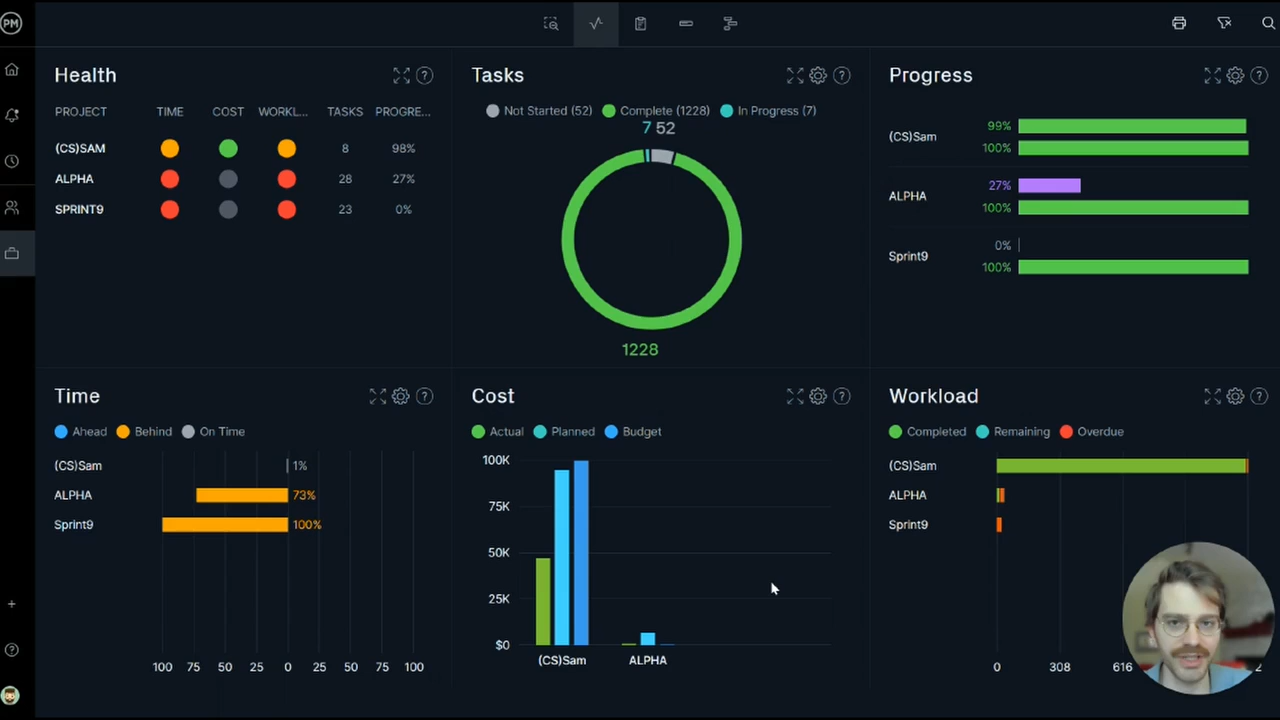 PM
Health
PROJECT TIME COST WORKL... TASKS PROGRE...
(CS)SAM 8 98%
ALPHA 28 27%
SPRINT9 23 0%
Tasks
Not Started (52) Complete (1228) In Progress (7)
7 52
1228
Progress
(CS)Sam 99% 100%
ALPHA 27% 100%
Sprint9 0% 100%
Time
Ahead Behind On Time
(CS)Sam 1%
ALPHA 73%
Sprint9 100%
100 75 50 25 0 25 50 75 100
Cost
Actual Planned Budget
100K
75K
50K
25K
$0
(CS)Sam ALPHA
Workload
Completed Remaining Overdue
(CS)Sam
ALPHA
Sprint9
0 308 616